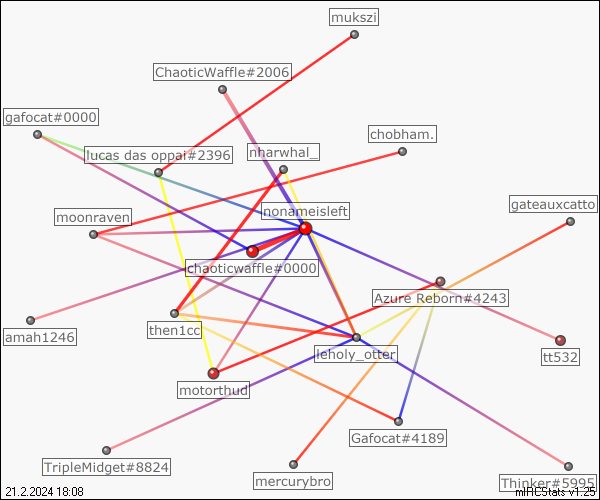 mukszi
ChaoticWaffle#2006
gafocat#0000
chobham.
lucas das oppai#2396
nharwhal_
gateauxcatto
nonameisleft
moonraven
chaoticwaffle#0000
Azure Reborn#4243
amah1246
then1cc
leholy_otter
tt532
motorthud
Gafocat#4189
TripleMidget#8824
mercurybro
Thinker#5995
21.2.2024 18:08
mIRCStats v1.25